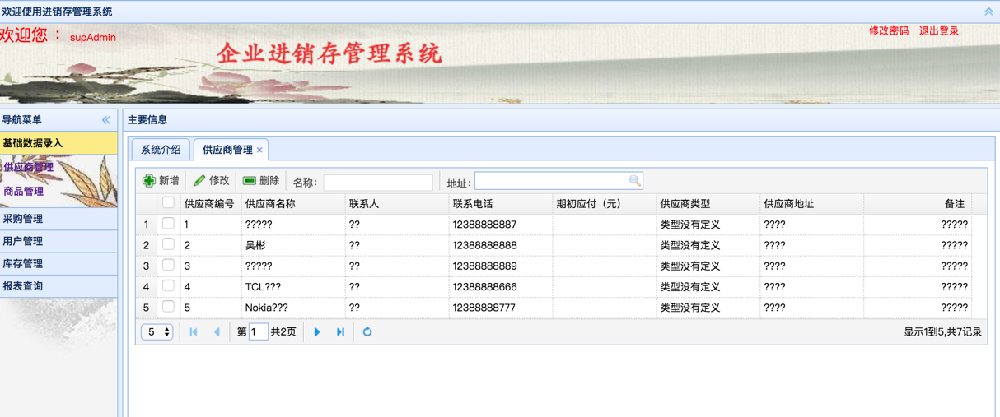 欢迎使用进销存管理系统
欢迎您 : supAdmin
修改密码 退出登录
企业进销存管理系统
导航菜单
主要信息
基础数据录入
供应商管理
商品管理
采购管理
用户管理
库存管理
报表查询
系统介绍 供应商管理
新增 修改 删除 名称: 地址:
供应商编号 供应商名称 联系人 联系电话 期初应付（元） 供应商类型 供应商地址 备注
1 1 ????? ?? 12388888887 类型没有定义 ???? ?????
2 2 吴彬 ?? 12388888888 类型没有定义 ???? ?????
3 3 ????? ?? 12388888889 类型没有定义 ???? ?????
4 4 TCL??? ?? 12388888666 类型没有定义 ???? ?????
5 5 Nokia??? ?? 12388888777 类型没有定义 ???? ?????
5 第 1 共2页 显示1到5,共7记录